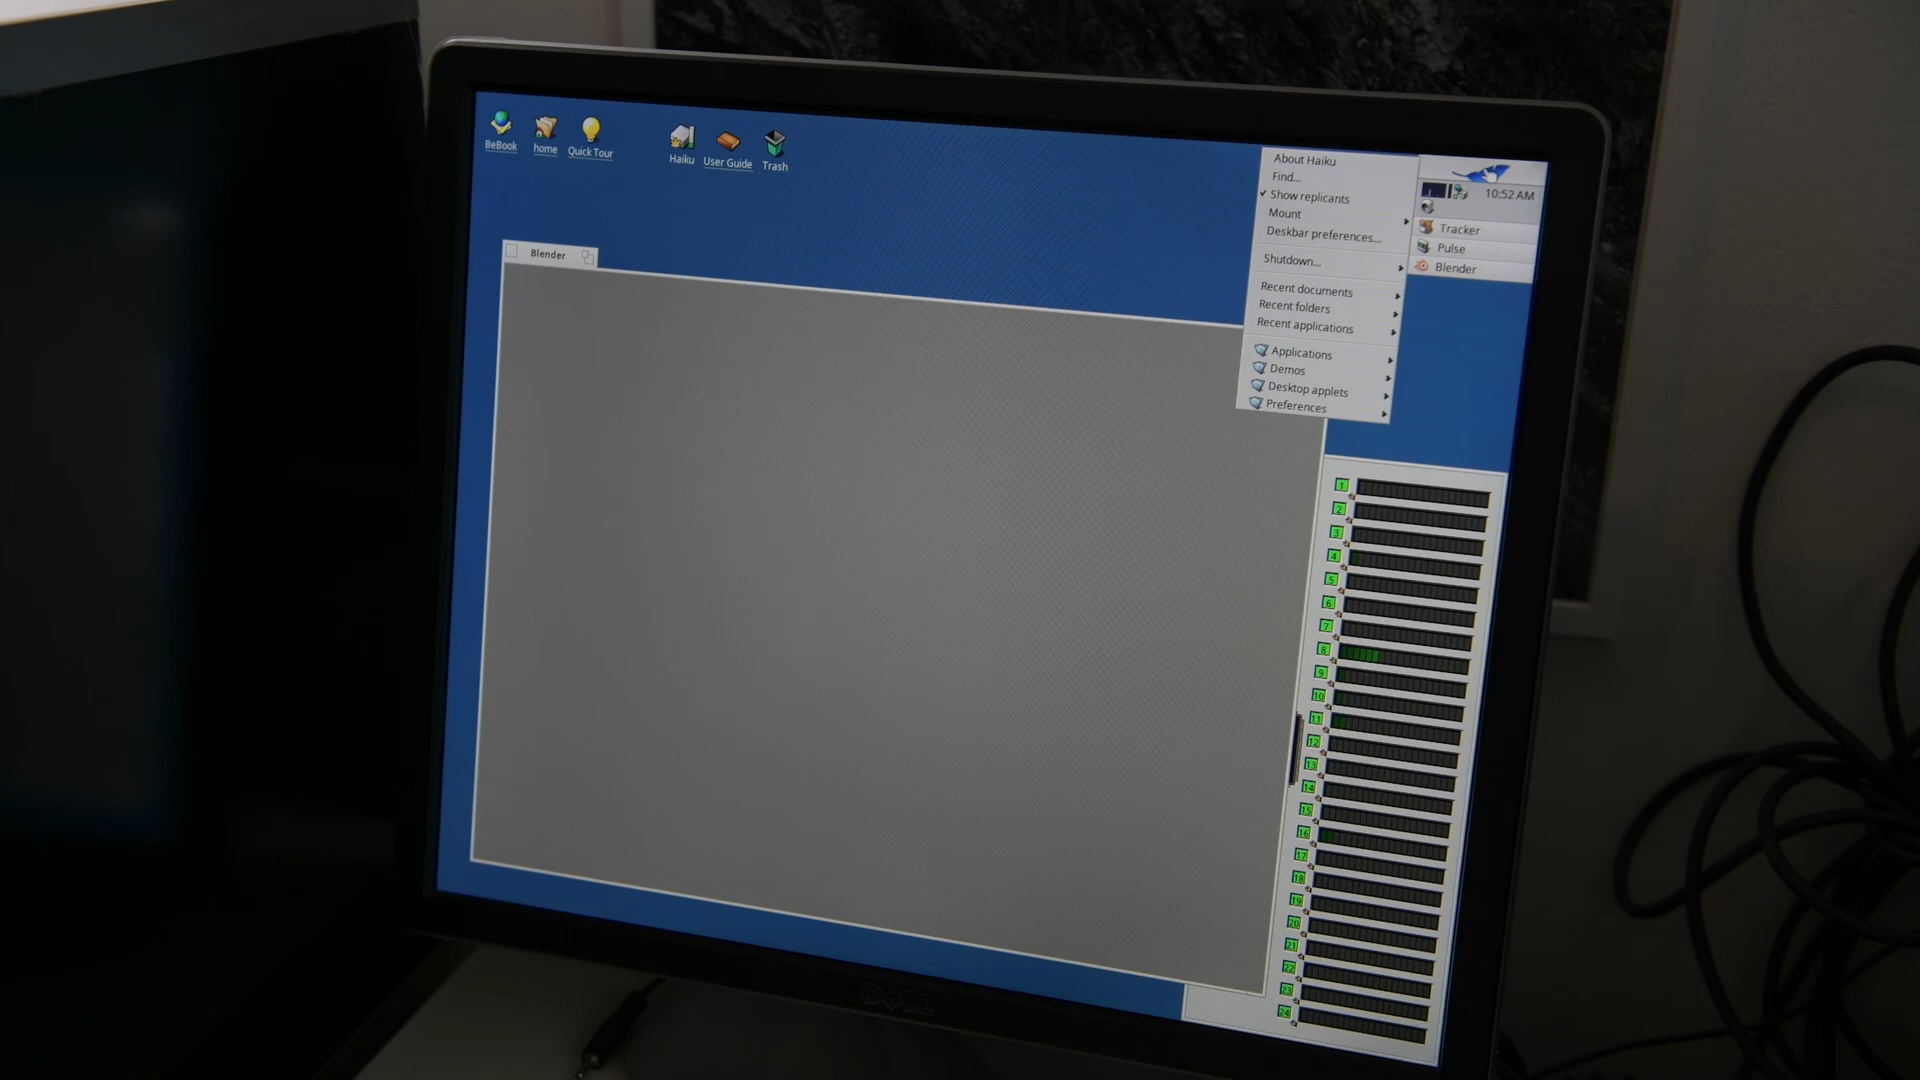 BeBook
home
Quick Tour
Haiku
User Guide
Trash
About Haiku
Find...
Show replicants
Mount
Deskbar preferences...
Shutdown...
Recent documents
Recent folders
Recent applications
Applications
Demos
Desktop applets
Preferences
10:52 AM
Tracker
Pulse
Blender
Blender
1
2
3
4
5
6
7
8
9
10
11
12
13
14
15
16
17
18
19
20
21
22
23
24
DELL